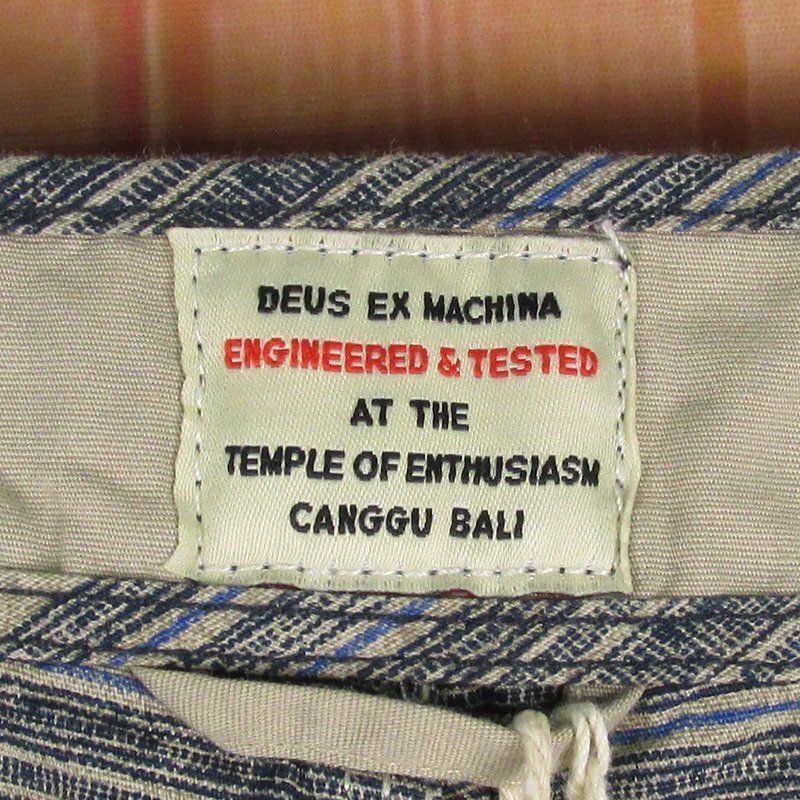 DEUS EX MACHINA
ENGINEERED & TESTED
AT THE
TEMPLE OF ENTHUSIASM
CANGGU BALI